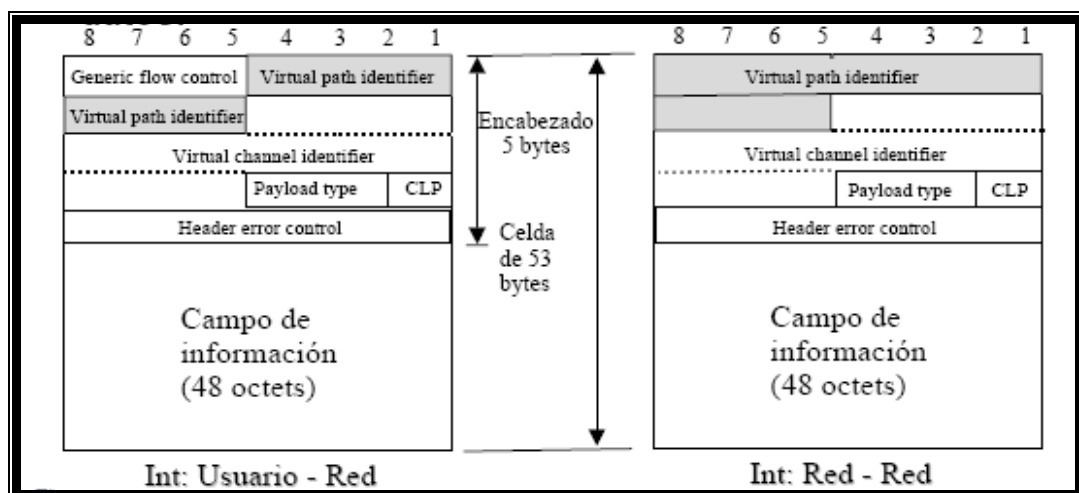 8 7 6 5 4 3 2 1
Generic flow control Virtual path identifier
Virtual path identifier
Virtual channel identifier
Payload type CLP
Header error control
Campo de
información
(48 octets)
Int: Usuario - Red
Encabezado
5 bytes
Celda
de 53
bytes
8 7 6 5 4 3 2 1
Virtual path identifier
Virtual channel identifier
Payload type CLP
Header error control
Campo de
información
(48 octets)
Int: Red - Red